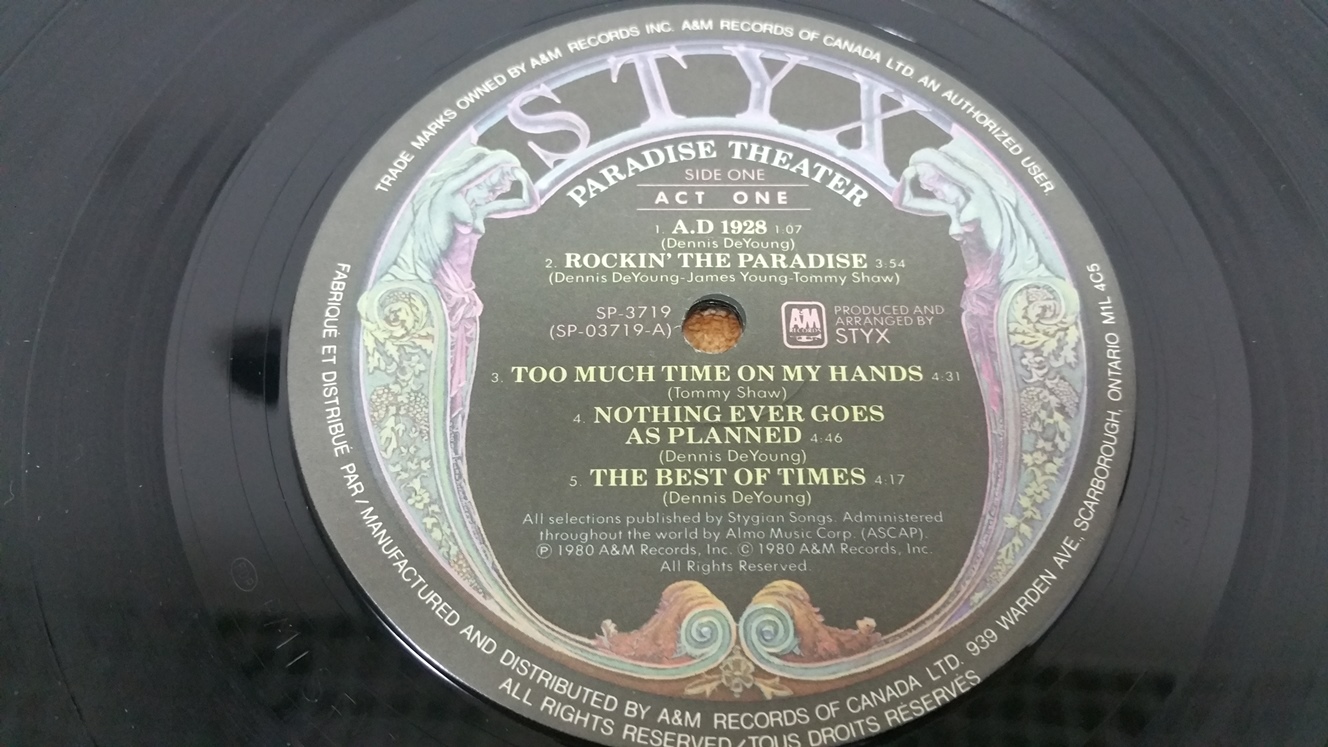 TRADE MARKS OWNED BY A&M RECORDS INC. A&M RECORDS OF CANADA LTD. AN AUTHORIZED USER.
STYX
PARADISE THEATER
SIDE ONE
ACT ONE
1. A.D 1928 1:07
(Dennis DeYoung)
2. ROCKIN' THE PARADISE 3:54
(Dennis DeYoung-James Young-Tommy Shaw)
SP-3719
(SP-03719-A)
A&M
RECORDS
PRODUCED AND
ARRANGED BY
STYX
3. TOO MUCH TIME ON MY HANDS 4:31
(Tommy Shaw)
4. NOTHING EVER GOES
AS PLANNED 4:46
(Dennis DeYoung)
5. THE BEST OF TIMES 4:17
(Dennis DeYoung)
All selections published by Stygian Songs. Administered
throughout the world by Almo Music Corp. (ASCAP).
℗ 1980 A&M Records, Inc. © 1980 A&M Records, Inc.
All Rights Reserved.
FABRIQUÉ ET DISTRIBUÉ PAR / MANUFACTURED AND DISTRIBUTED BY A&M RECORDS OF CANADA LTD. 939 WARDEN AVE., SCARBOROUGH, ONTARIO M1L 4C5
ALL RIGHTS RESERVED/TOUS DROITS RÉSERVÉS